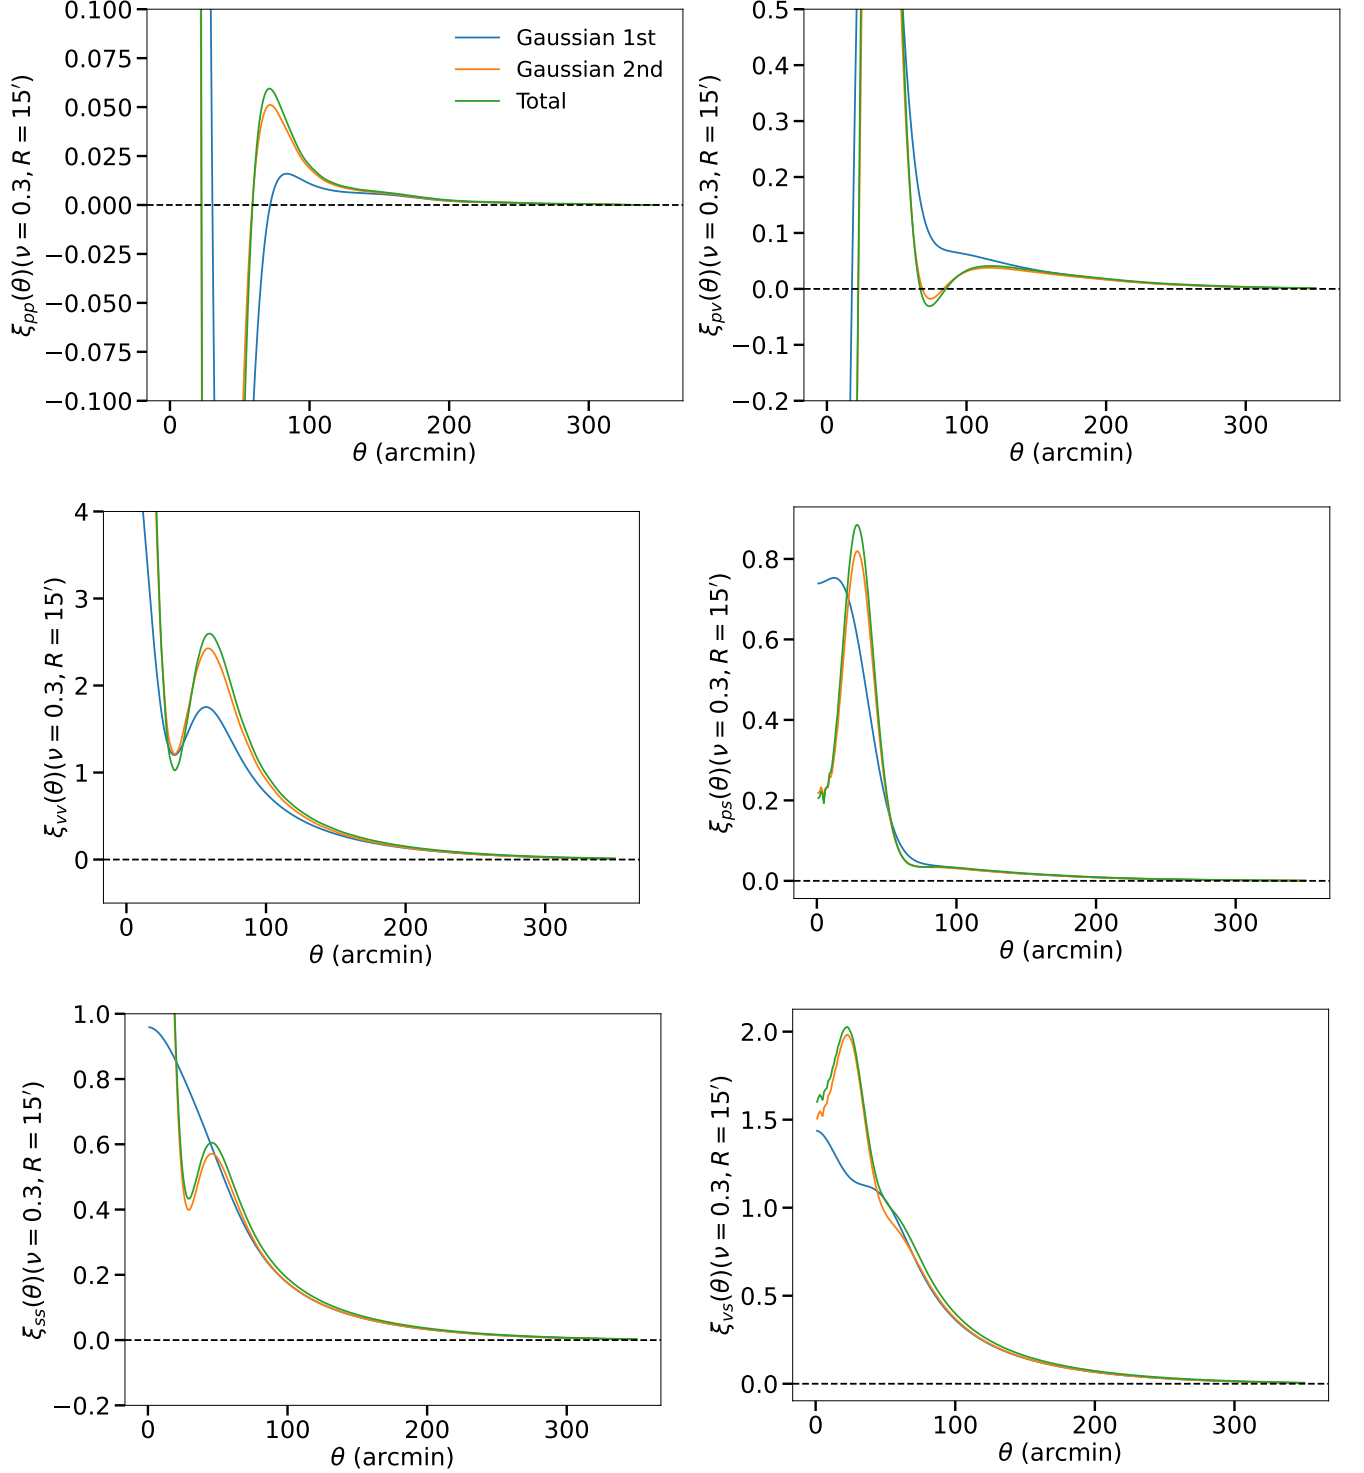 0.100
0.075
0.050
0.025
0.000
−0.025
−0.050
−0.075
−0.100
ξpp(θ)(ν = 0.3, R = 15′)
Gaussian 1st
Gaussian 2nd
Total
0 100 200 300
θ (arcmin)
0.5
0.4
0.3
0.2
0.1
0.0
−0.1
−0.2
ξpv(θ)(ν = 0.3, R = 15′)
0 100 200 300
θ (arcmin)
4
3
2
1
0
ξvv(θ)(ν = 0.3, R = 15′)
0 100 200 300
θ (arcmin)
0.8
0.6
0.4
0.2
0.0
ξps(θ)(ν = 0.3, R = 15′)
0 100 200 300
θ (arcmin)
1.0
0.8
0.6
0.4
0.2
0.0
−0.2
ξss(θ)(ν = 0.3, R = 15′)
0 100 200 300
θ (arcmin)
2.0
1.5
1.0
0.5
0.0
ξvs(θ)(ν = 0.3, R = 15′)
0 100 200 300
θ (arcmin)